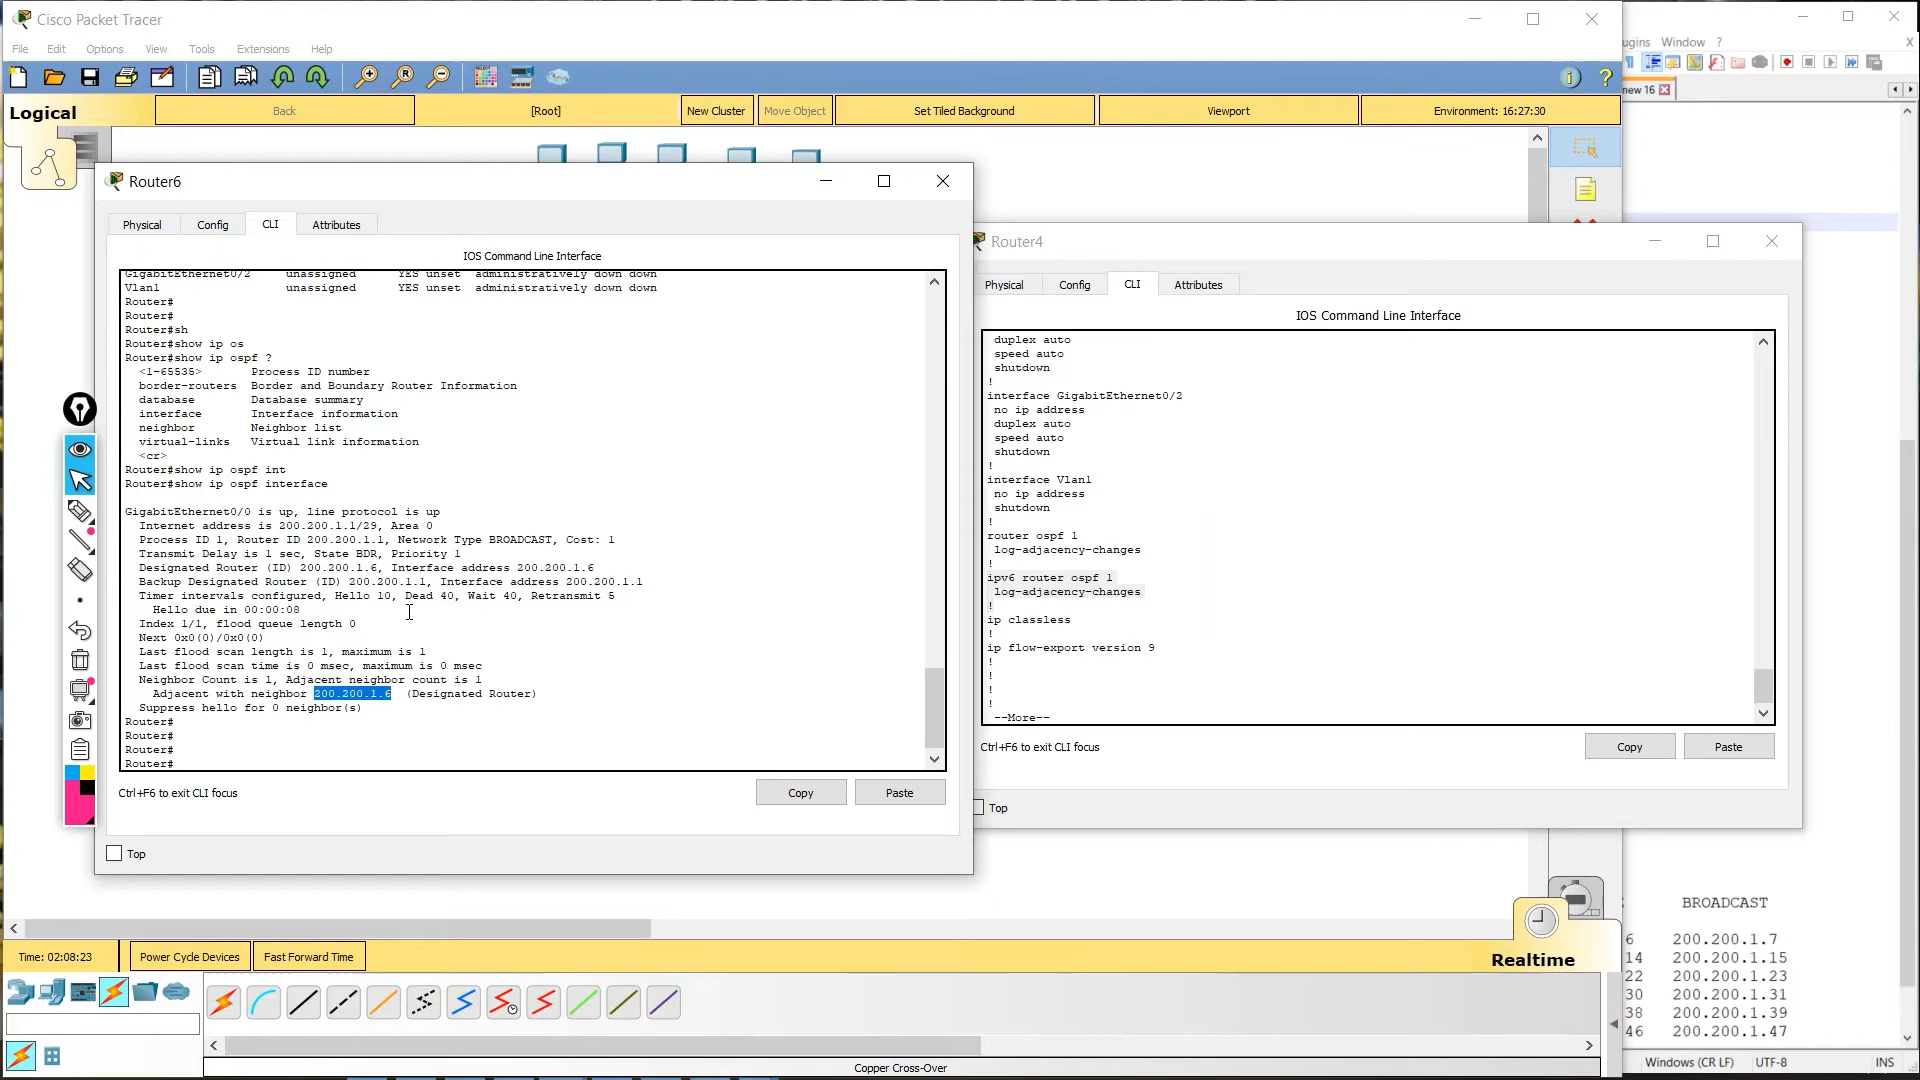 Cisco Packet Tracer
File Edit Options View Tools Extensions Help
ugins Window ? X
new 16
Logical Back [Root] New Cluster Move Object Set Tiled Background Viewport Environment: 16:27:30
Router6
Physical Config CLI Attributes
IOS Command Line Interface
GigabitEthernet0/2 unassigned YES unset administratively down down
Vlan1 unassigned YES unset administratively down down
Router#
Router#
Router#sh
Router#show ip os
Router#show ip ospf ?
<1-65535> Process ID number
border-routers Border and Boundary Router Information
database Database summary
interface Interface information
neighbor Neighbor list
virtual-links Virtual link information
<cr>
Router#show ip ospf int
Router#show ip ospf interface
GigabitEthernet0/0 is up, line protocol is up
Internet address is 200.200.1.1/29, Area 0
Process ID 1, Router ID 200.200.1.1, Network Type BROADCAST, Cost: 1
Transmit Delay is 1 sec, State BDR, Priority 1
Designated Router (ID) 200.200.1.6, Interface address 200.200.1.6
Backup Designated Router (ID) 200.200.1.1, Interface address 200.200.1.1
Timer intervals configured, Hello 10, Dead 40, Wait 40, Retransmit 5
Hello due in 00:00:08
Index 1/1, flood queue length 0
Next 0x0(0)/0x0(0)
Last flood scan length is 1, maximum is 1
Last flood scan time is 0 msec, maximum is 0 msec
Neighbor Count is 1, Adjacent neighbor count is 1
Adjacent with neighbor 200.200.1.6 (Designated Router)
Suppress hello for 0 neighbor(s)
Router#
Router#
Router#
Router#
Ctrl+F6 to exit CLI focus
Copy Paste
Top
Router4
Physical Config CLI Attributes
IOS Command Line Interface
duplex auto
speed auto
shutdown
!
interface GigabitEthernet0/2
no ip address
duplex auto
speed auto
shutdown
!
interface Vlan1
no ip address
shutdown
!
router ospf 1
log-adjacency-changes
!
ipv6 router ospf 1
log-adjacency-changes
!
ip classless
!
ip flow-export version 9
!
!
!
!
--More--
Ctrl+F6 to exit CLI focus
Copy Paste
Top
BROADCAST
6 200.200.1.7
14 200.200.1.15
22 200.200.1.23
30 200.200.1.31
38 200.200.1.39
46 200.200.1.47
Time: 02:08:23 Power Cycle Devices Fast Forward Time Realtime
Copper Cross-Over
Windows (CR LF) UTF-8 INS